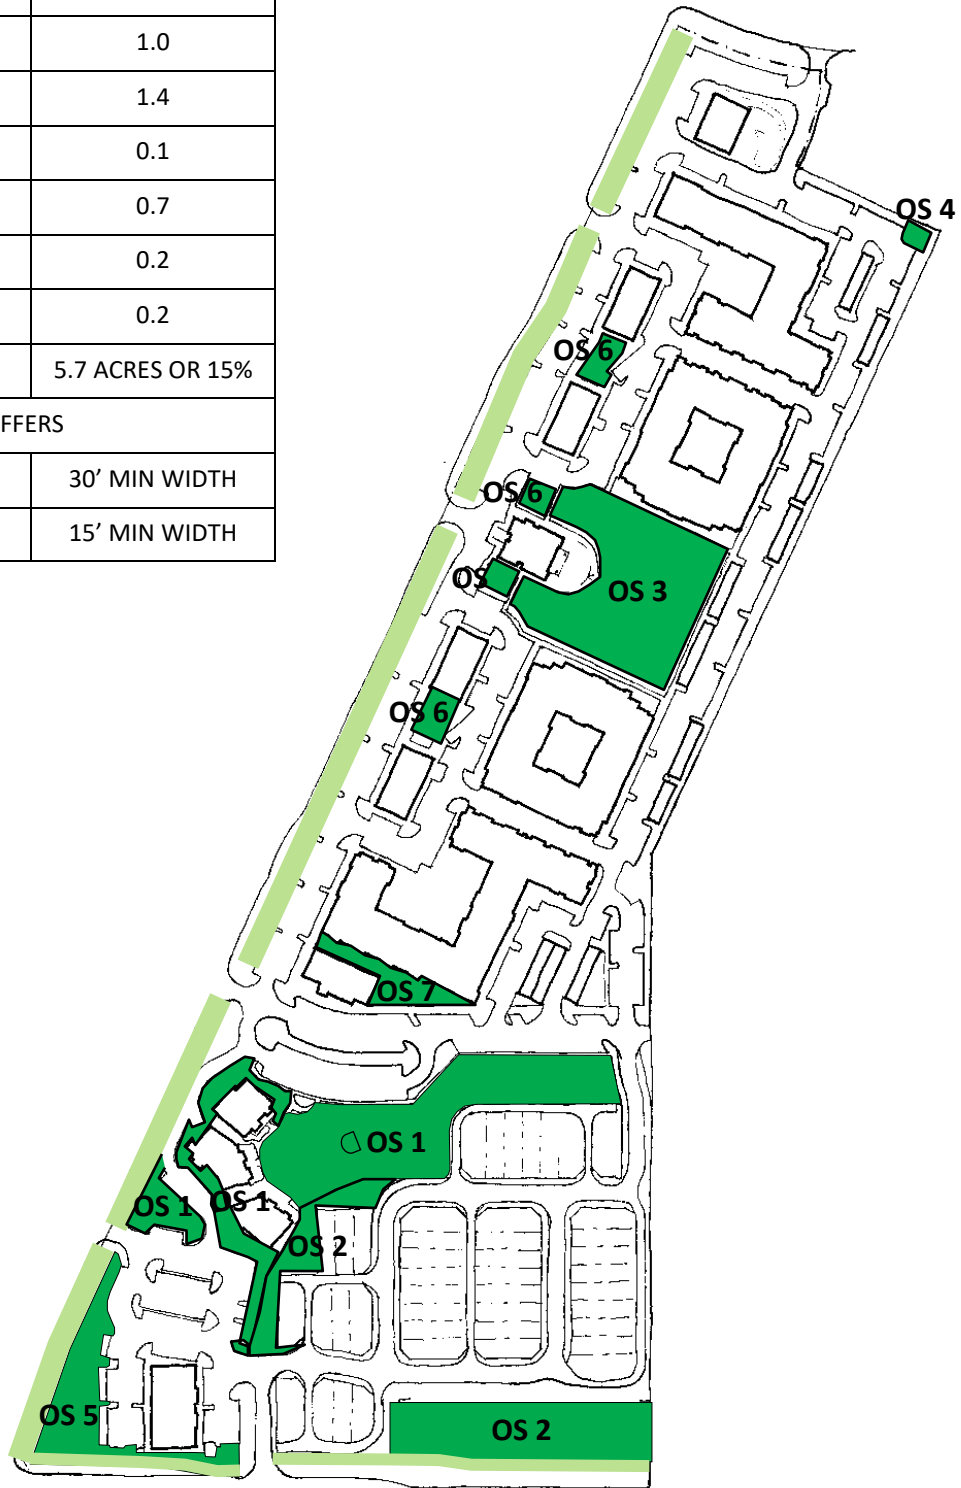 1.0
1.4
0.1
0.7
0.2
0.2
5.7 ACRES OR 15%
FFERS
30’ MIN WIDTH
15’ MIN WIDTH
OS 4
OS 6
OS 6
OS
OS 3
OS 6
OS 7
OS 1
OS 1
OS 1
OS 2
OS 5
OS 2